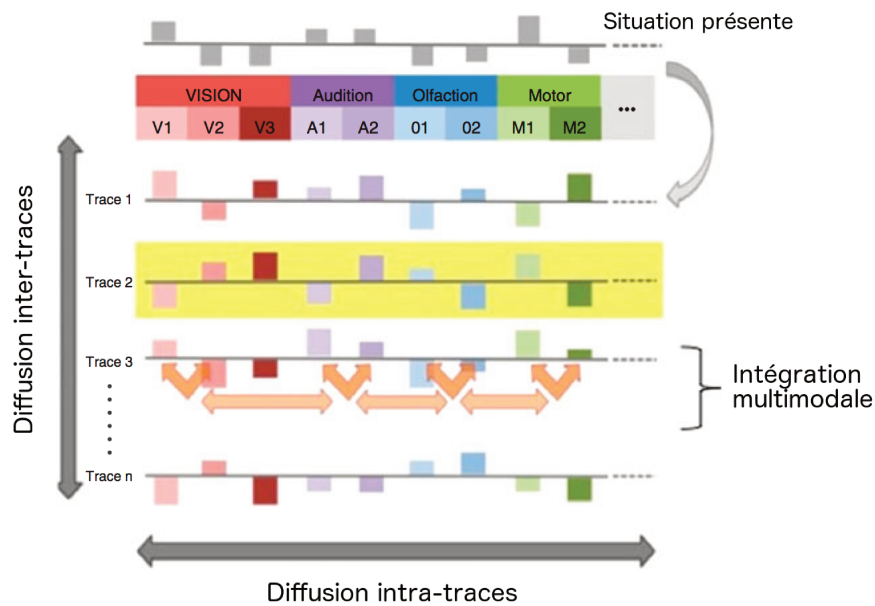 Situation présente
VISION Audition Olfaction Motor ...
V1 V2 V3 A1 A2 01 02 M1 M2
Trace 1
Trace 2
Trace 3
Trace n
Diffusion inter-traces
Intégration
multimodale
Diffusion intra-traces